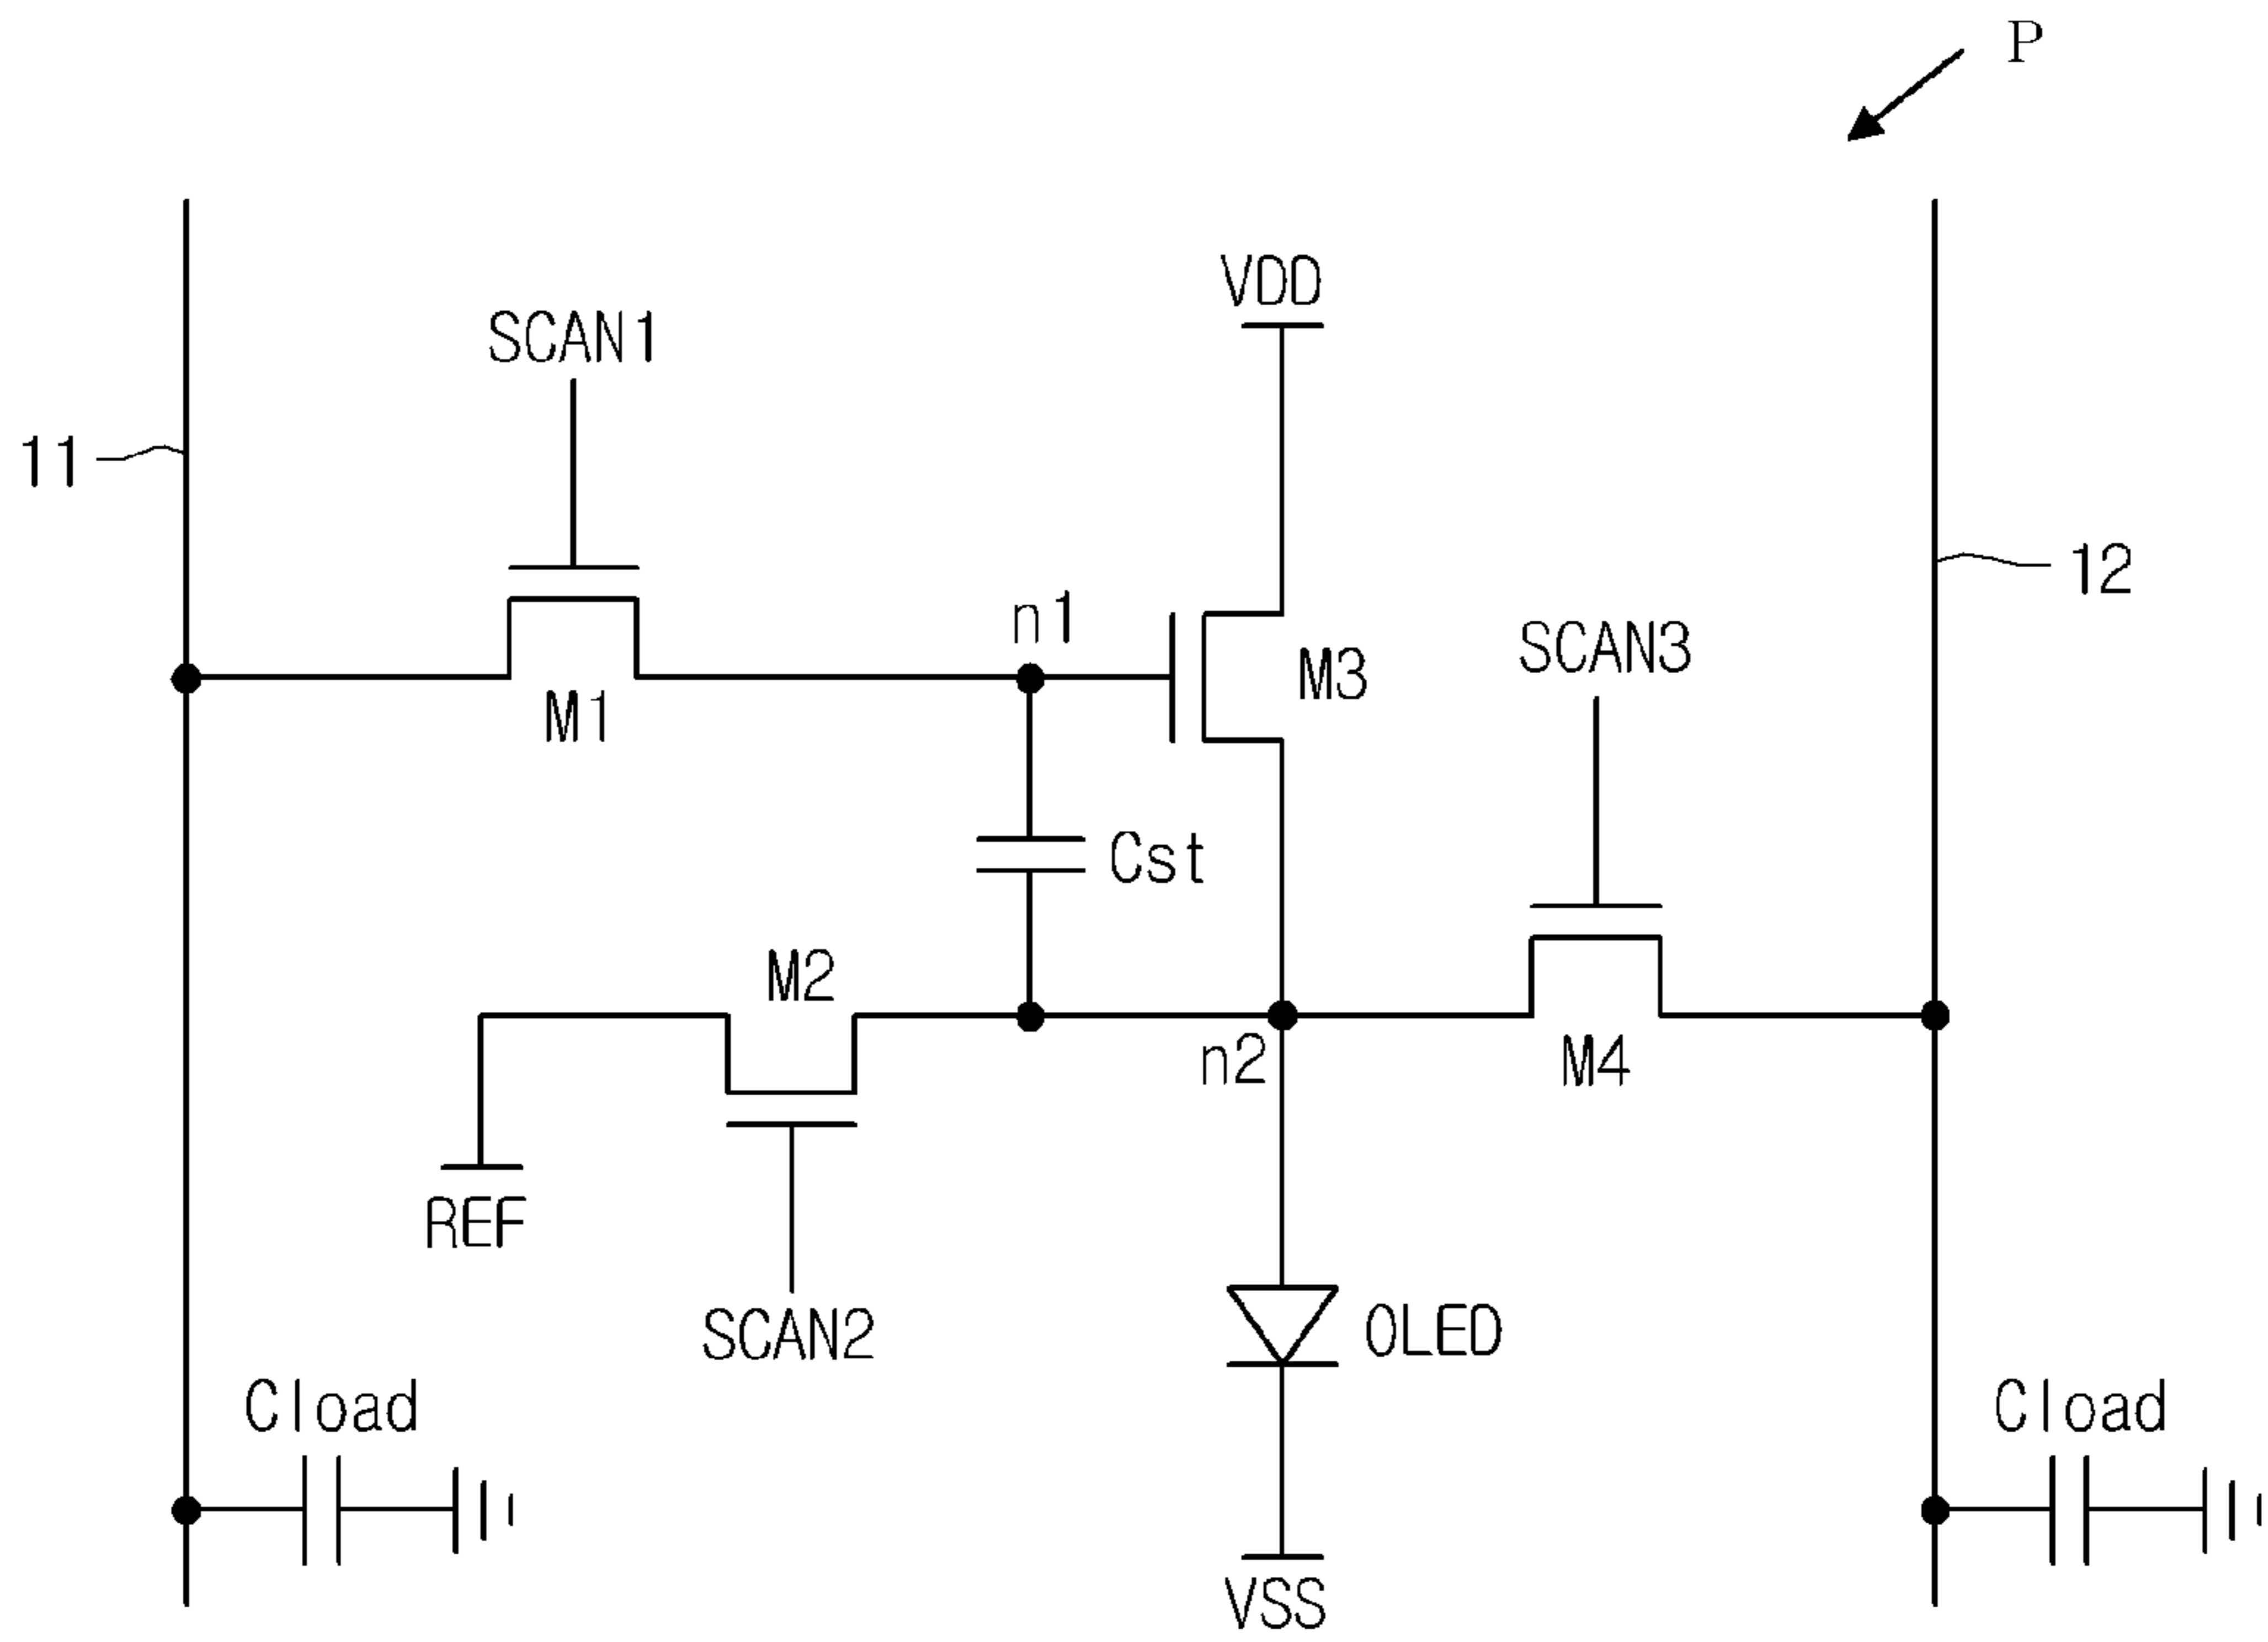 P
VDD
SCAN1
11
12
n1
SCAN3
M3
M1
Cst
M2
n2
M4
REF
SCAN2
OLED
Cload
Cload
VSS